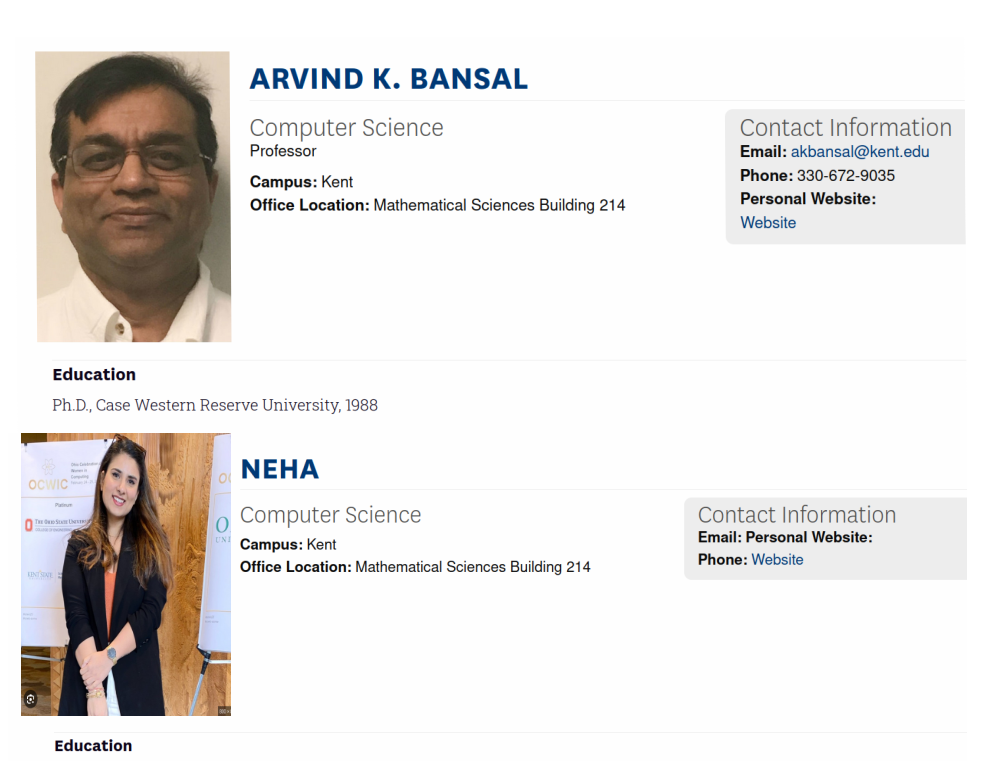 ARVIND K. BANSAL
Computer Science
Professor
Campus: Kent
Office Location: Mathematical Sciences Building 214
Contact Information
Email: akbansal@kent.edu
Phone: 330-672-9035
Personal Website:
Website
Education
Ph.D., Case Western Reserve University, 1988
OCWIC
Ohio Celebration
Women in
Computing
Platinum
THE OHIO STATE UNIVERSITY
KENT STATE
NEHA
Computer Science
Campus: Kent
Office Location: Mathematical Sciences Building 214
Contact Information
Email: Personal Website:
Phone: Website
Education